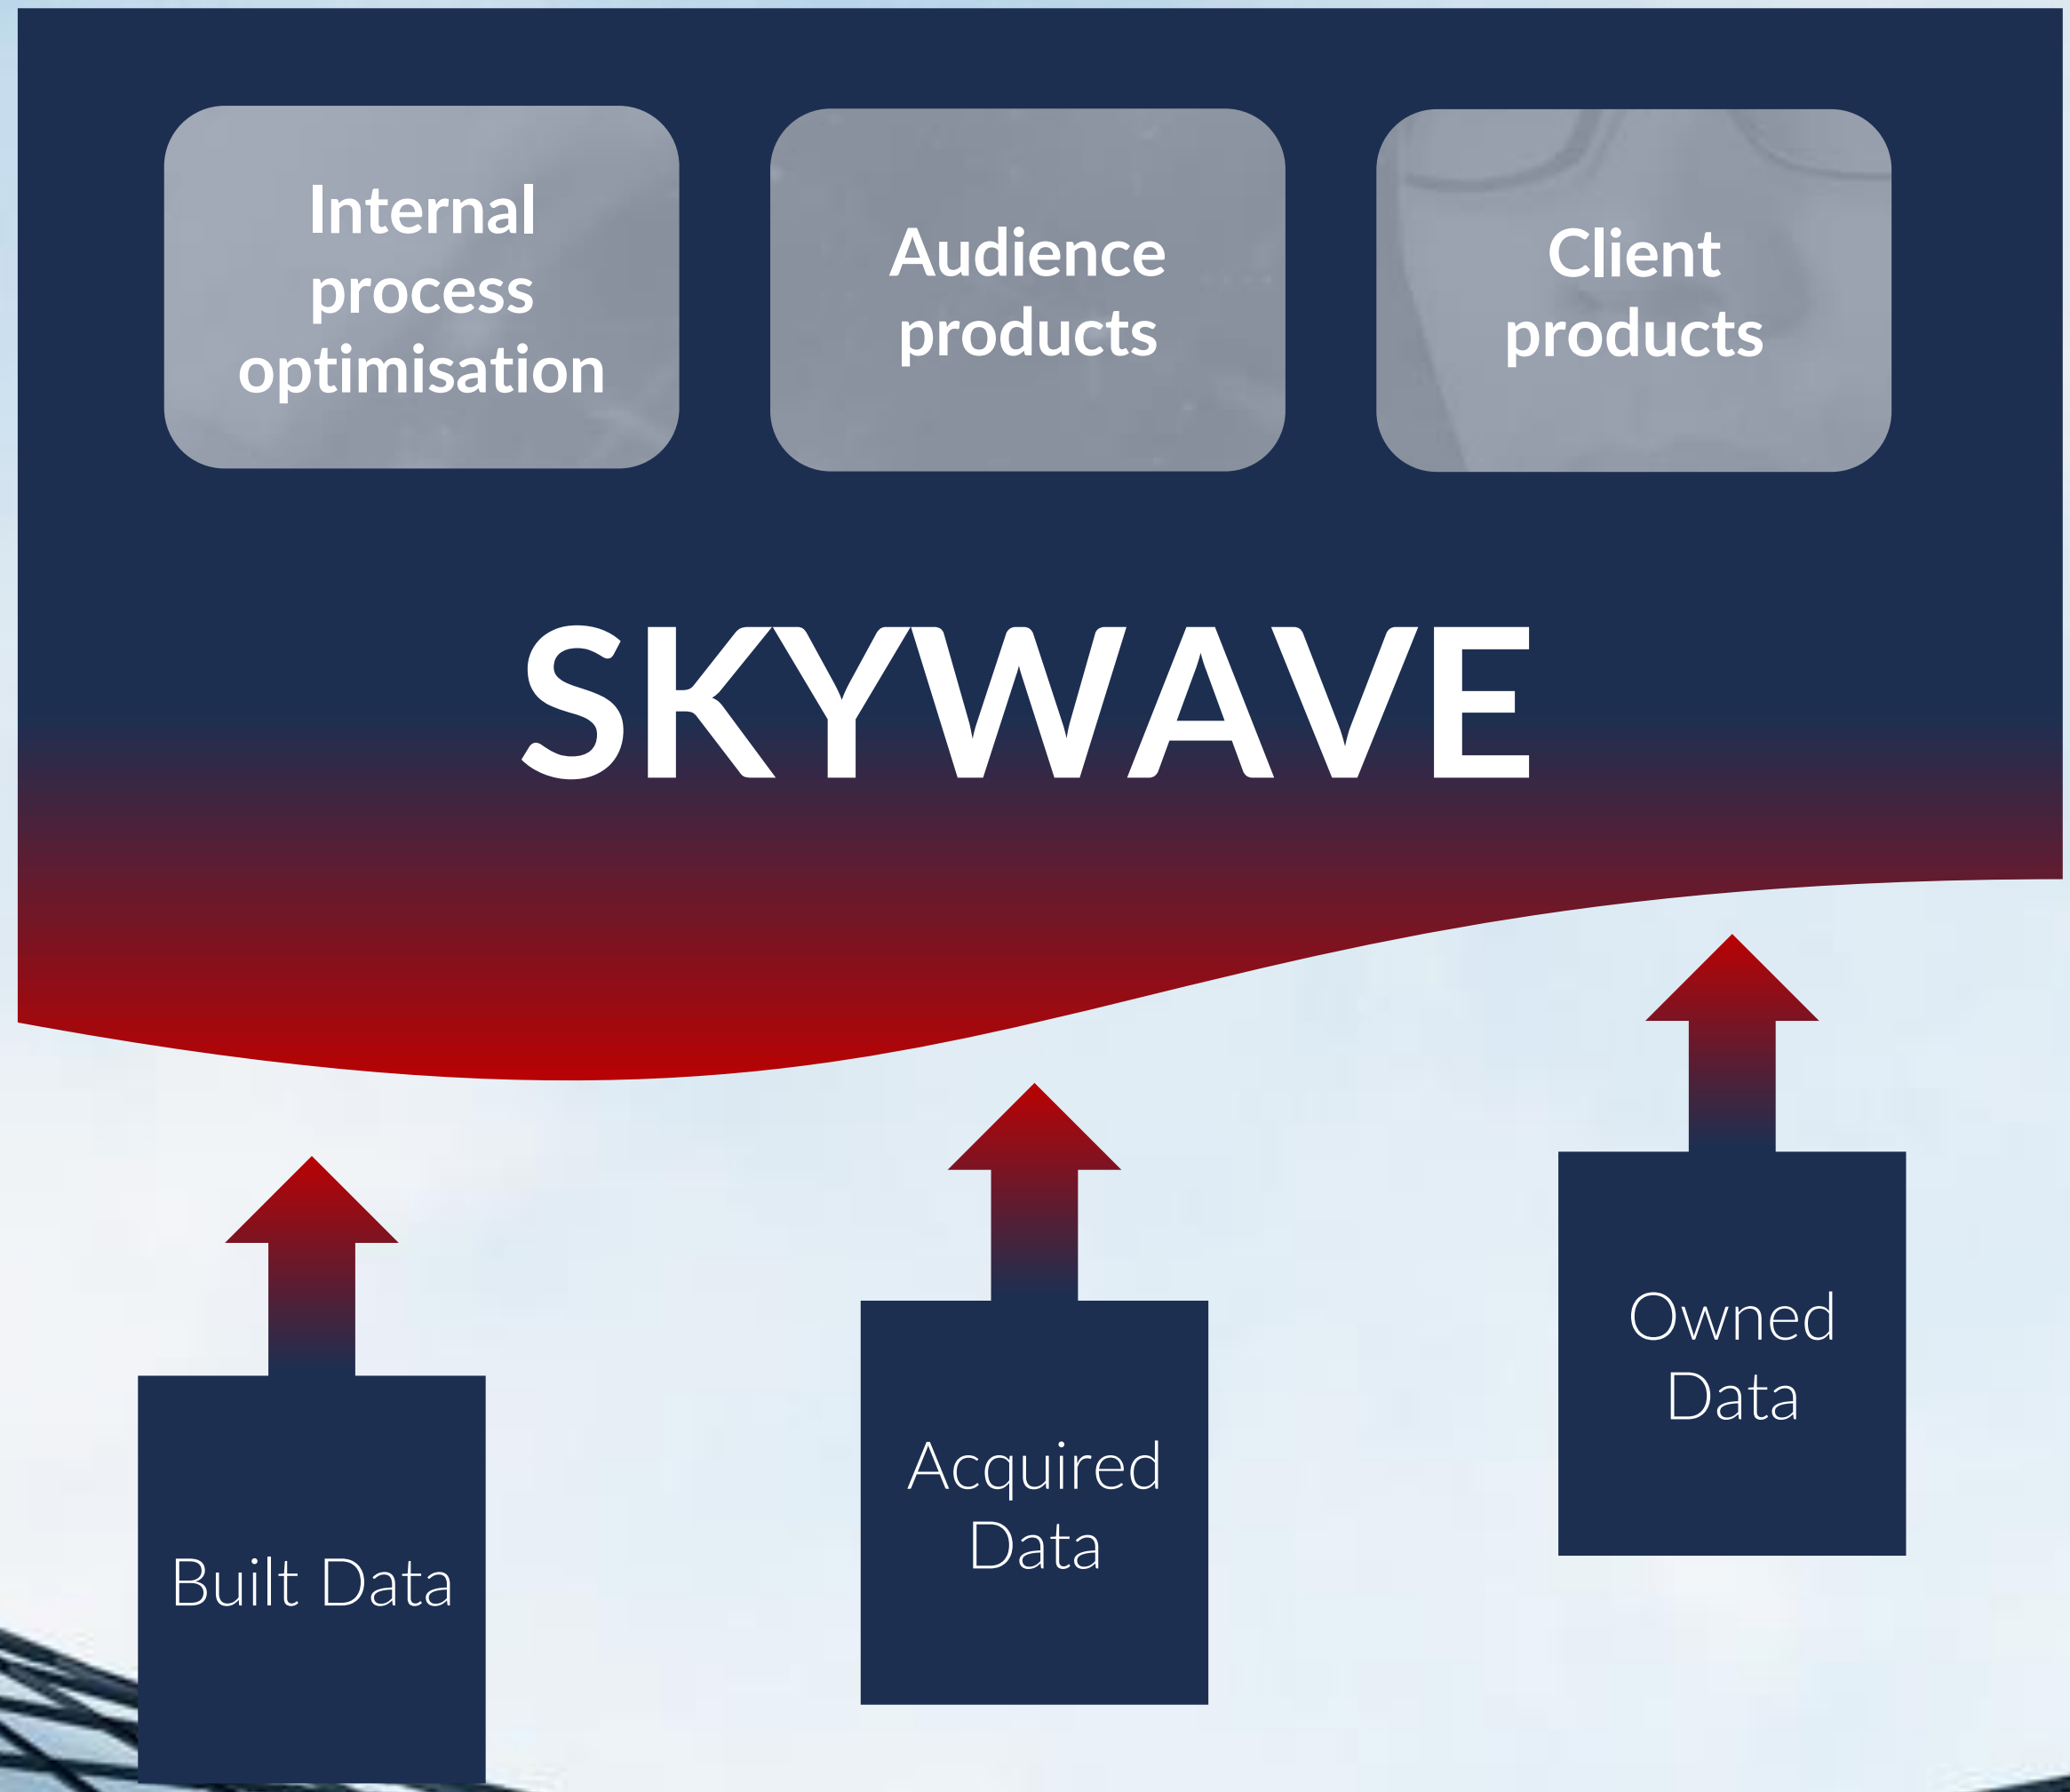 Internal
process
optimisation
Audience
products
Client
products
SKYWAVE
Built Data
Acquired
Data
Owned
Data